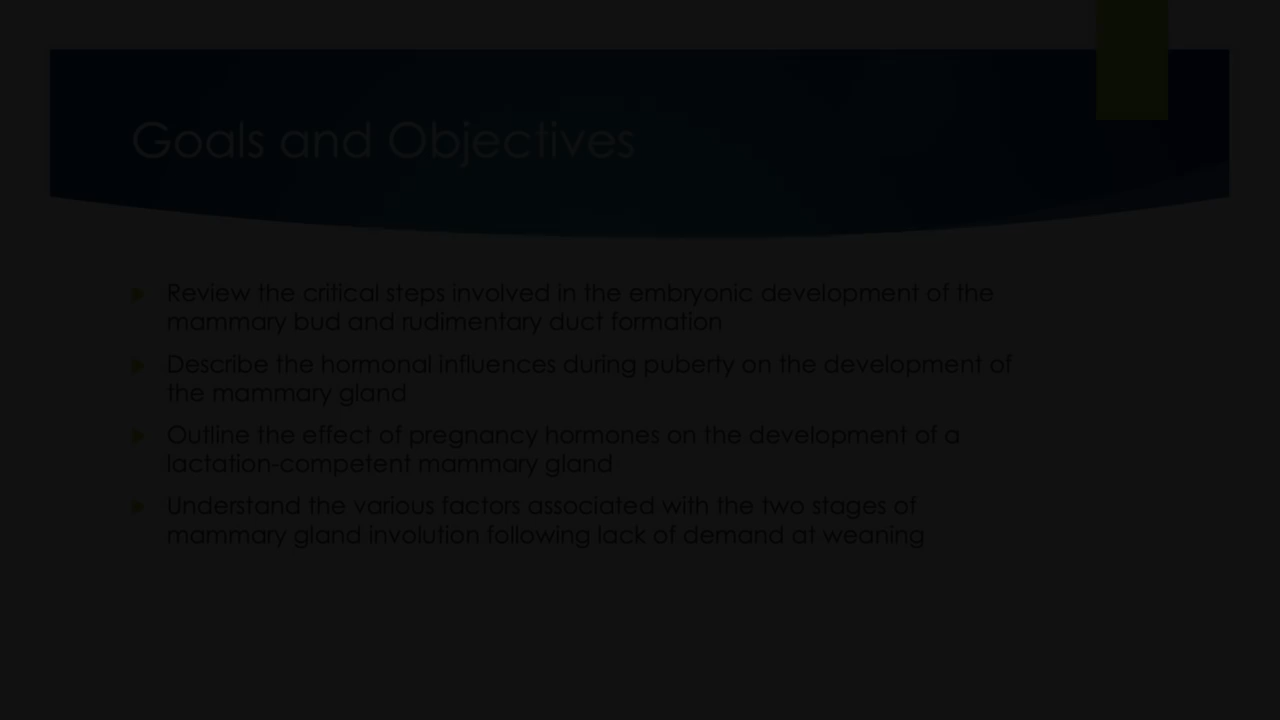 Goals and Objectives
Review the critical steps involved in the embryonic development of the
mammary bud and rudimentary duct formation
Describe the hormonal influences during puberty on the development of
the mammary gland
Outline the effect of pregnancy hormones on the development of a
lactation-competent mammary gland
Understand the various factors associated with the two stages of
mammary gland involution following lack of demand at weaning